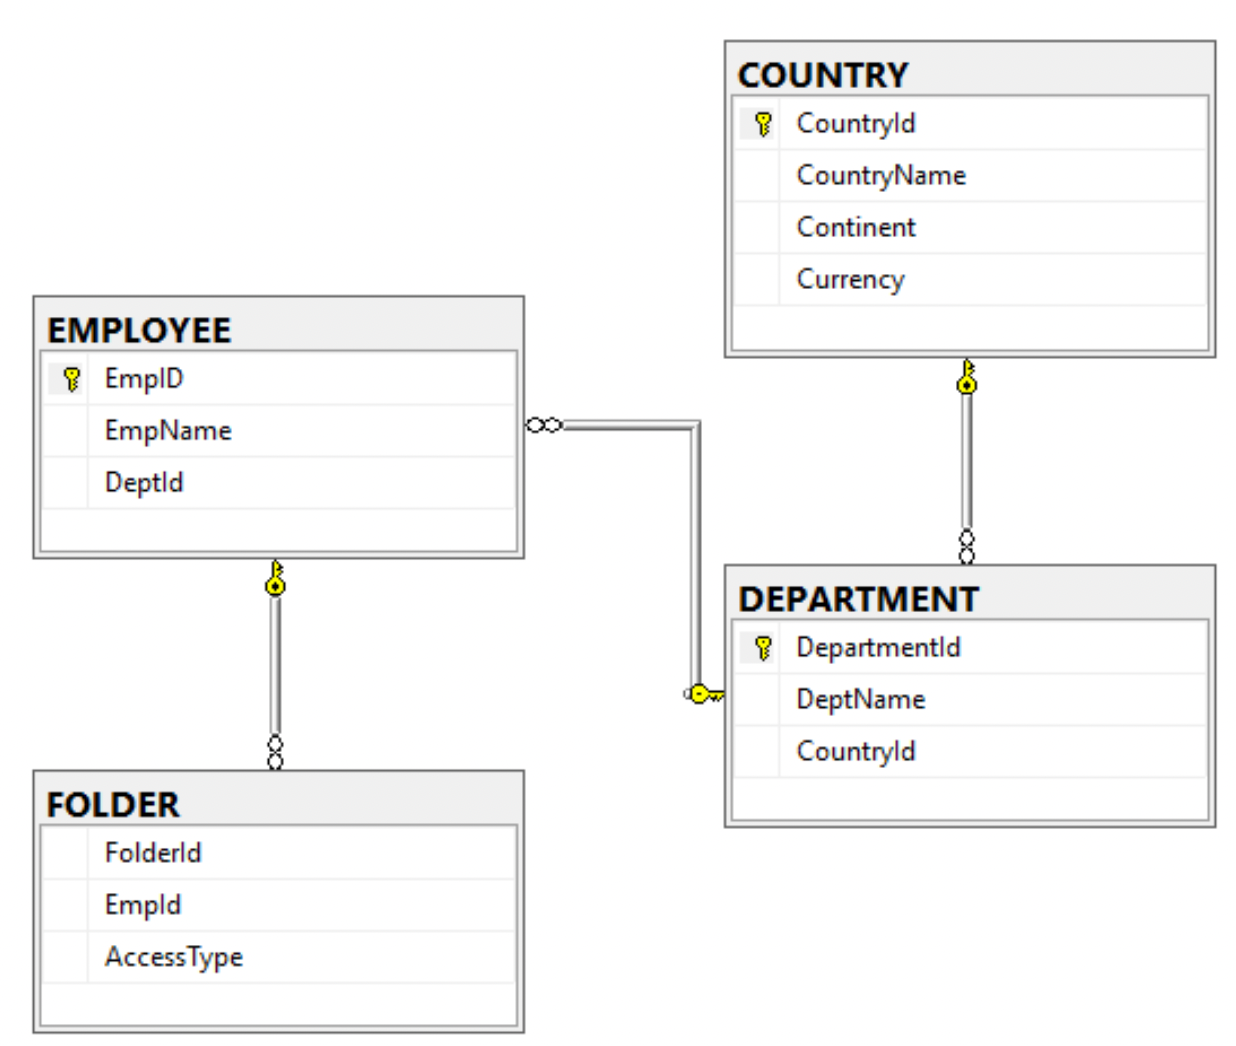 COUNTRY
CountryId
CountryName
Continent
Currency
EMPLOYEE
EmpID
EmpName
DeptId
DEPARTMENT
DepartmentId
DeptName
CountryId
FOLDER
FolderId
EmpId
AccessType